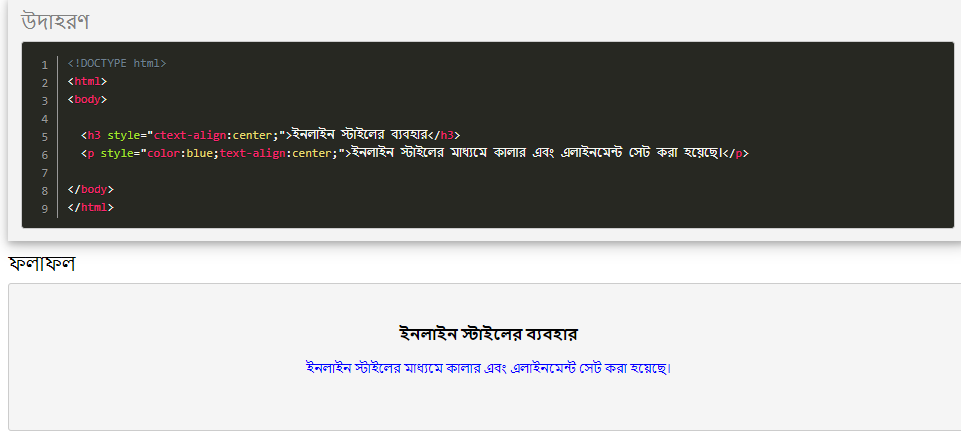 উদাহরণ
1 <!DOCTYPE html>
2 <html>
3 <body>
4
5 <h3 style="ctext-align:center;">ইনলাইন স্টাইলের ব্যবহার</h3>
6 <p style="color:blue;text-align:center;">ইনলাইন স্টাইলের মাধ্যমে কালার এবং এলাইনমেন্ট সেট করা হয়েছে।</p>
7
8 </body>
9 </html>
ফলাফল
ইনলাইন স্টাইলের ব্যবহার
ইনলাইন স্টাইলের মাধ্যমে কালার এবং এলাইনমেন্ট সেট করা হয়েছে।